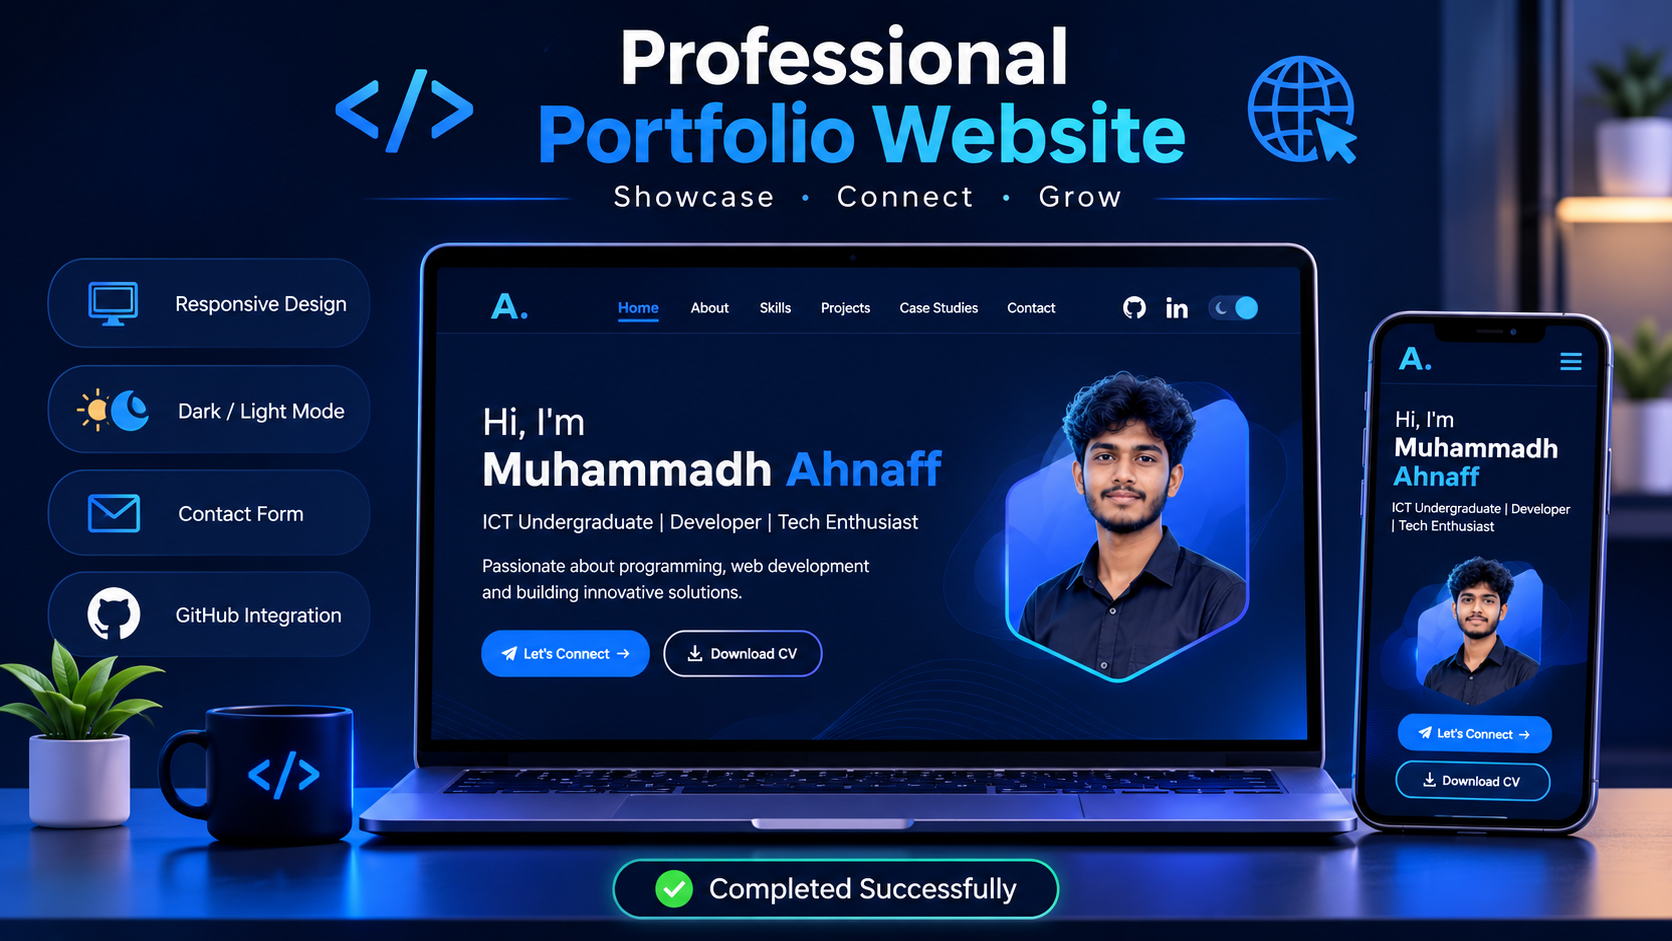 Professional
Portfolio Website
Showcase • Connect • Grow
</>
Responsive Design
Dark / Light Mode
Contact Form
GitHub Integration
</>
A.
Home About Skills Projects Case Studies Contact in
Hi, I'm
Muhammadh Ahnaff
ICT Undergraduate | Developer | Tech Enthusiast
Passionate about programming, web development
and building innovative solutions.
Let's Connect →
Download CV
A.
Hi, I'm
Muhammadh
Ahnaff
ICT Undergraduate | Developer
| Tech Enthusiast
Let's Connect →
Download CV
Completed Successfully